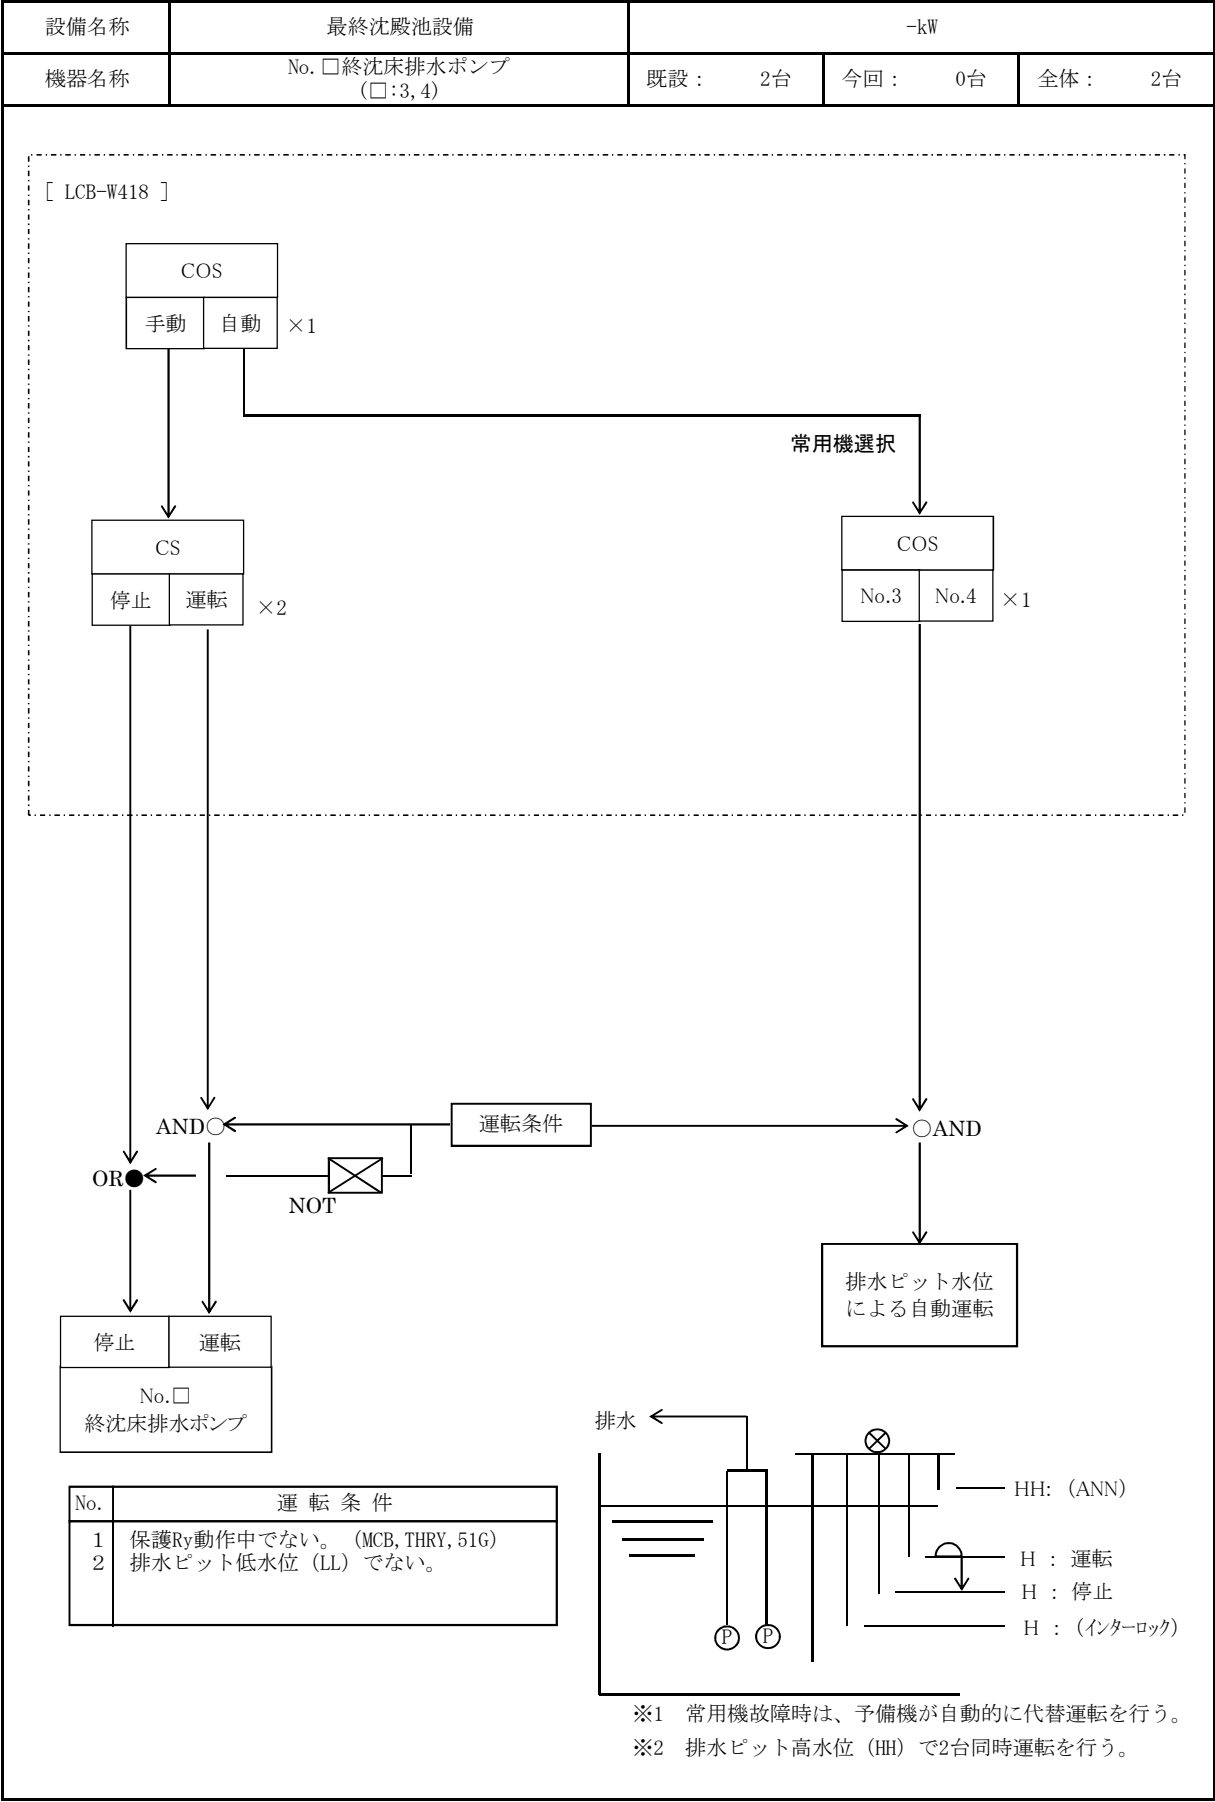 設備名称 最終沈殿池設備 -kW
機器名称 No.□終沈床排水ポンプ 既設： 2台 今回： 0台 全体： 2台
(□:3,4)
[ LCB-W418 ]
COS
手動 自動 ×1
常用機選択
CS
停止 運転 ×2
COS
No.3 No.4 ×1
AND○ 運転条件 ○AND
OR●
NOT
排水ピット水位
による自動運転
停止 運転
No.□
終沈床排水ポンプ
No. 運 転 条 件
1 保護Ry動作中でない。（MCB,THRY,51G）
2 排水ピット低水位（LL）でない。
排水
HH:（ANN）
H : 運転
H : 停止
H :（インターロック）
P P
※1 常用機故障時は、予備機が自動的に代替運転を行う。
※2 排水ピット高水位（HH）で2台同時運転を行う。